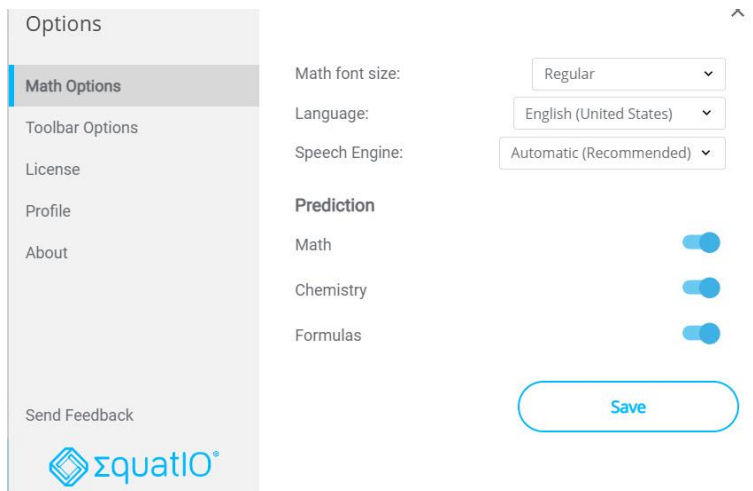 Options
Math Options
Toolbar Options
License
Profile
About
Send Feedback
ΣquatIO®
Math font size: Regular
Language: English (United States)
Speech Engine: Automatic (Recommended)
Prediction
Math
Chemistry
Formulas
Save